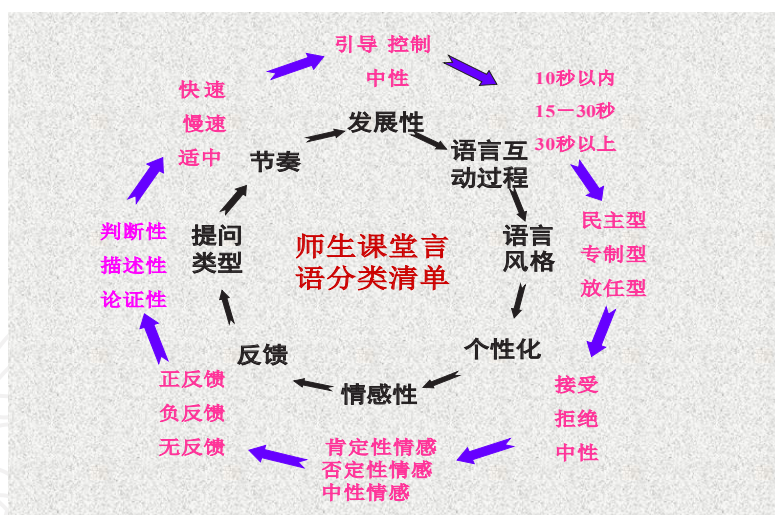 师生课堂言
语分类清单
发展性
引导 控制
中性
语言互
动过程
10秒以内
15－30秒
30秒以上
语言
风格
民主型
专制型
放任型
个性化
接受
拒绝
中性
情感性
肯定性情感
否定性情感
中性情感
反馈
正反馈
负反馈
无反馈
提问
类型
判断性
描述性
论证性
节奏
快速
慢速
适中